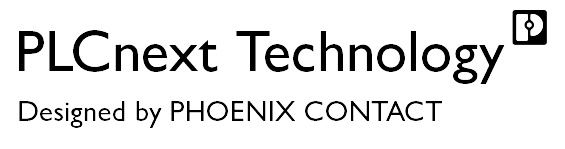 PLCnext Technology
Designed by PHOENIX CONTACT